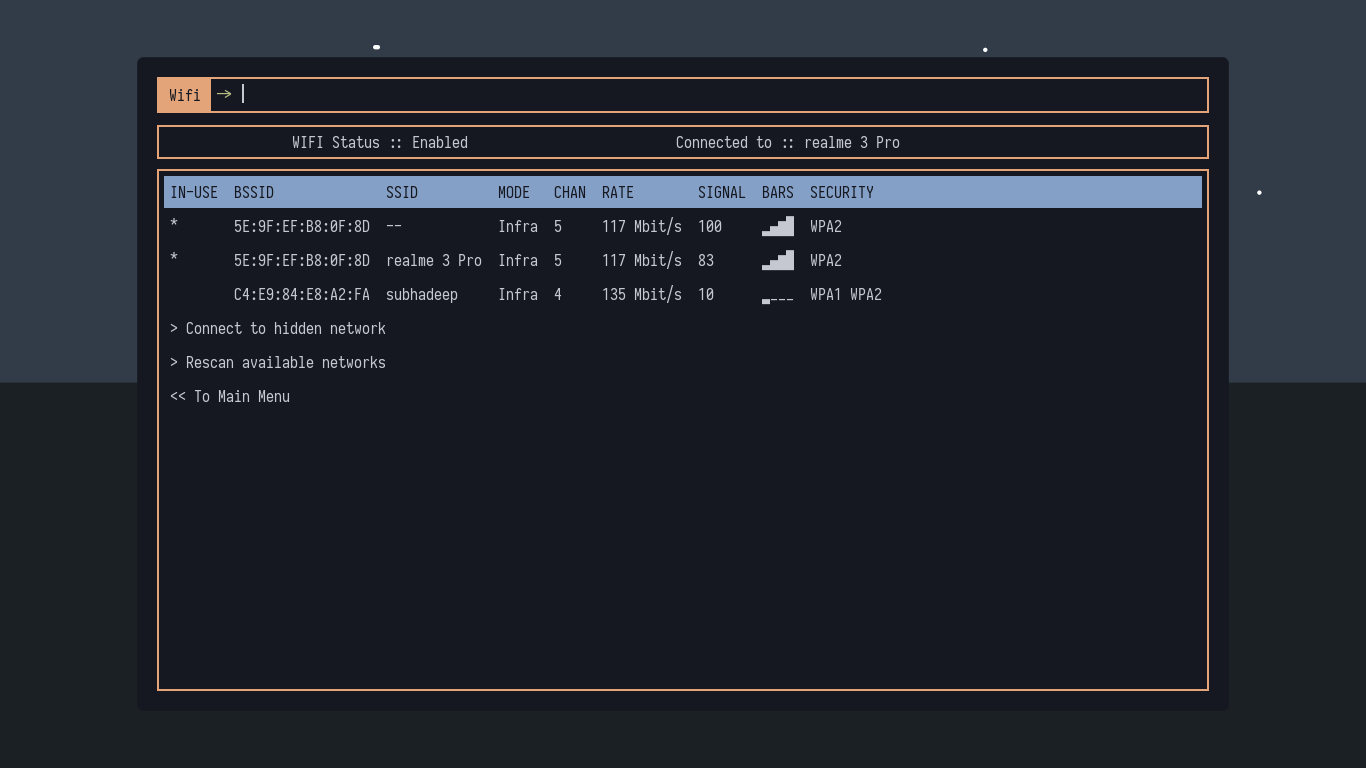 Wifi →
WIFI Status :: Enabled Connected to :: realme 3 Pro
IN-USE BSSID SSID MODE CHAN RATE SIGNAL BARS SECURITY
* 5E:9F:EF:B8:0F:8D -- Infra 5 117 Mbit/s 100 ▂▄▆█ WPA2
* 5E:9F:EF:B8:0F:8D realme 3 Pro Infra 5 117 Mbit/s 83 ▂▄▆█ WPA2
C4:E9:84:E8:A2:FA subhadeep Infra 4 135 Mbit/s 10 ▂___ WPA1 WPA2
> Connect to hidden network
> Rescan available networks
<< To Main Menu